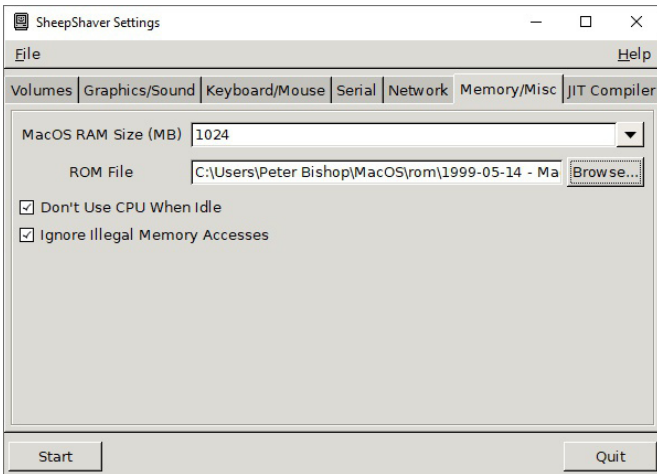 SheepShaver Settings
File Help
Volumes Graphics/Sound Keyboard/Mouse Serial Network Memory/Misc JIT Compiler
MacOS RAM Size (MB) 1024
ROM File C:\Users\Peter Bishop\MacOS\rom\1999-05-14 - Ma Browse...
Don't Use CPU When Idle
Ignore Illegal Memory Accesses
Start Quit